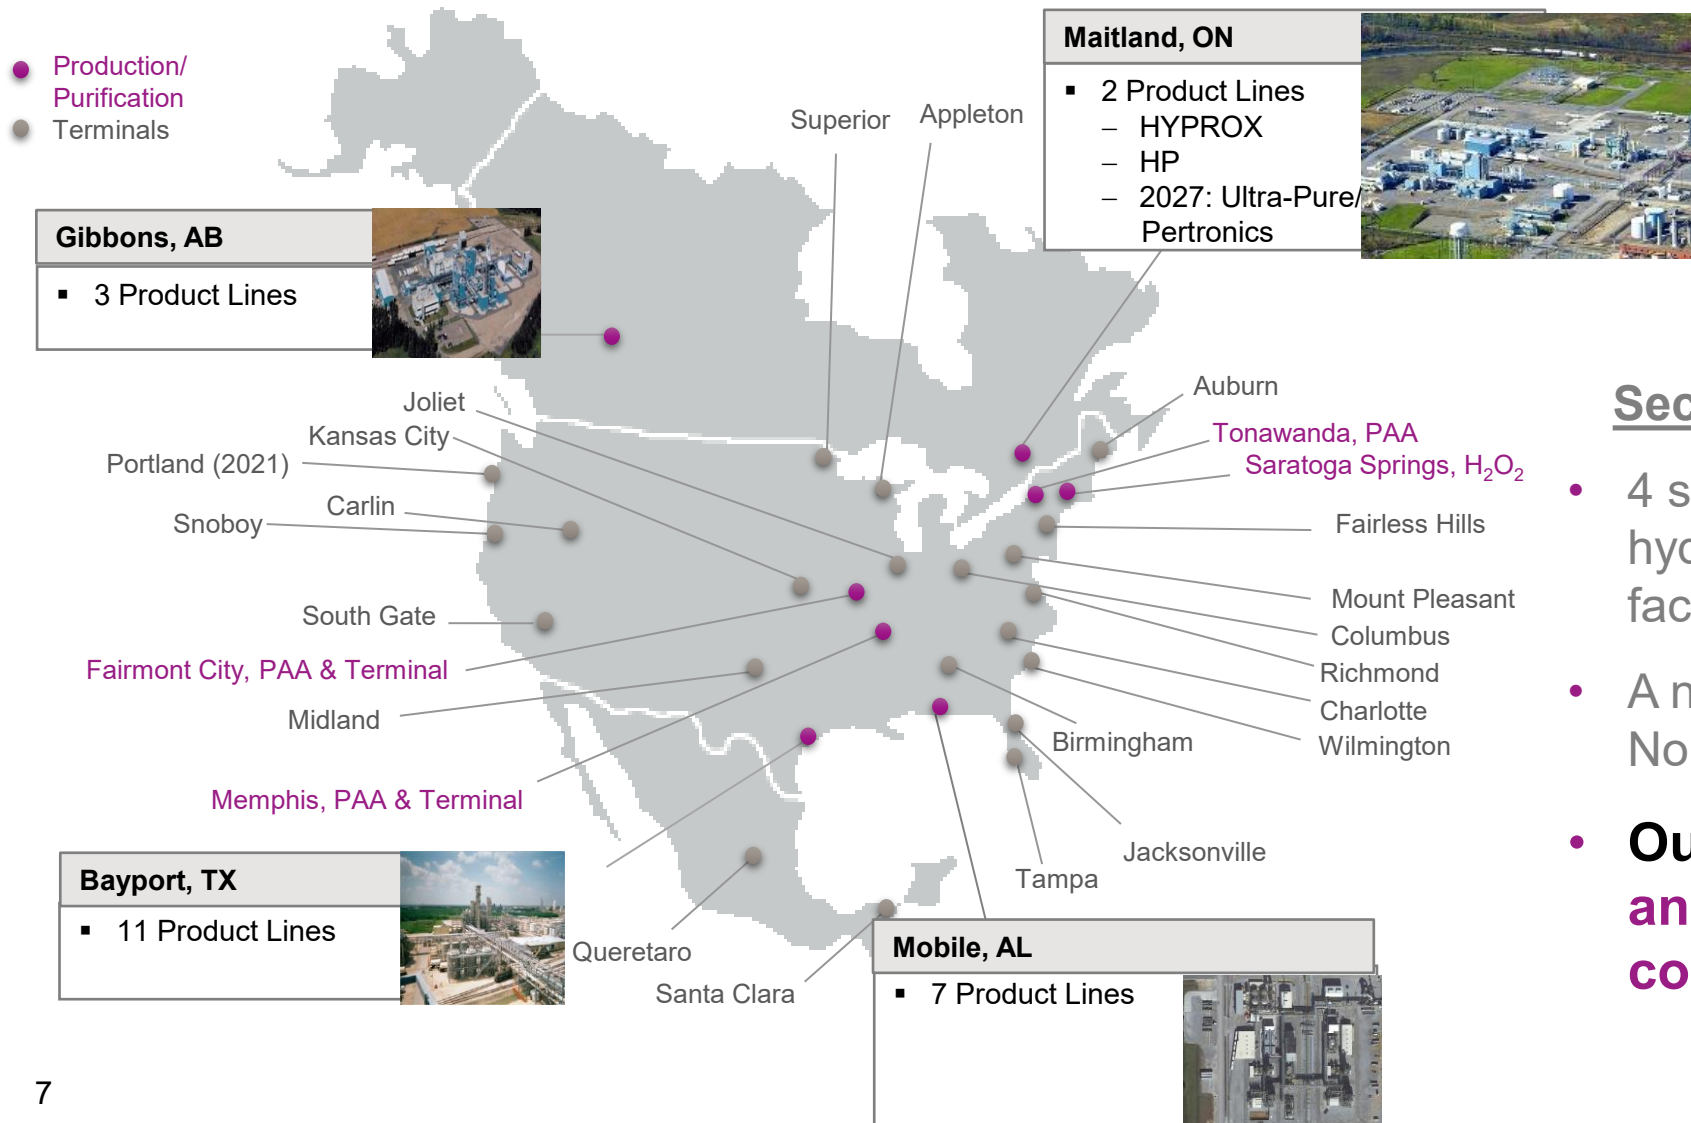 Production/
Purification
Terminals
Superior
Appleton
Maitland, ON
▪ 2 Product Lines
– HYPROX
– HP
– 2027: Ultra-Pure/
Pertronics
Gibbons, AB
▪ 3 Product Lines
Joliet
Kansas City
Portland (2021)
Carlin
Snoboy
South Gate
Fairmont City, PAA & Terminal
Midland
Memphis, PAA & Terminal
Auburn
Tonawanda, PAA
Saratoga Springs, H₂O₂
Fairless Hills
Mount Pleasant
Columbus
Richmond
Charlotte
Wilmington
Birmingham
Jacksonville
Tampa
Bayport, TX
▪ 11 Product Lines
Queretaro
Santa Clara
Mobile, AL
▪ 7 Product Lines
• 4
• A
7